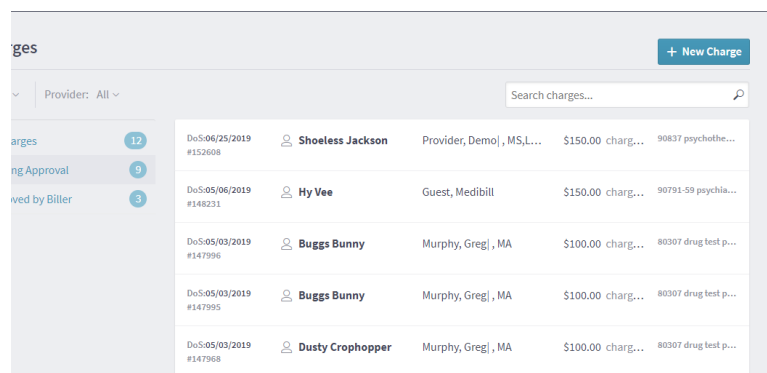 rges
+ New Charge
Provider: All
Search charges...
arges 12
ng Approval 9
ved by Biller 3
DoS:06/25/2019 Shoeless Jackson Provider, Demo| , MS,L... $150.00 charg... 90837 psychothe...
#152608
DoS:05/06/2019 Hy Vee Guest, Medibill $150.00 charg... 90791-59 psychia...
#148231
DoS:05/03/2019 Buggs Bunny Murphy, Greg| , MA $100.00 charg... 80307 drug test p...
#147996
DoS:05/03/2019 Buggs Bunny Murphy, Greg| , MA $100.00 charg... 80307 drug test p...
#147995
DoS:05/03/2019 Dusty Crophopper Murphy, Greg| , MA $100.00 charg... 80307 drug test p...
#147968